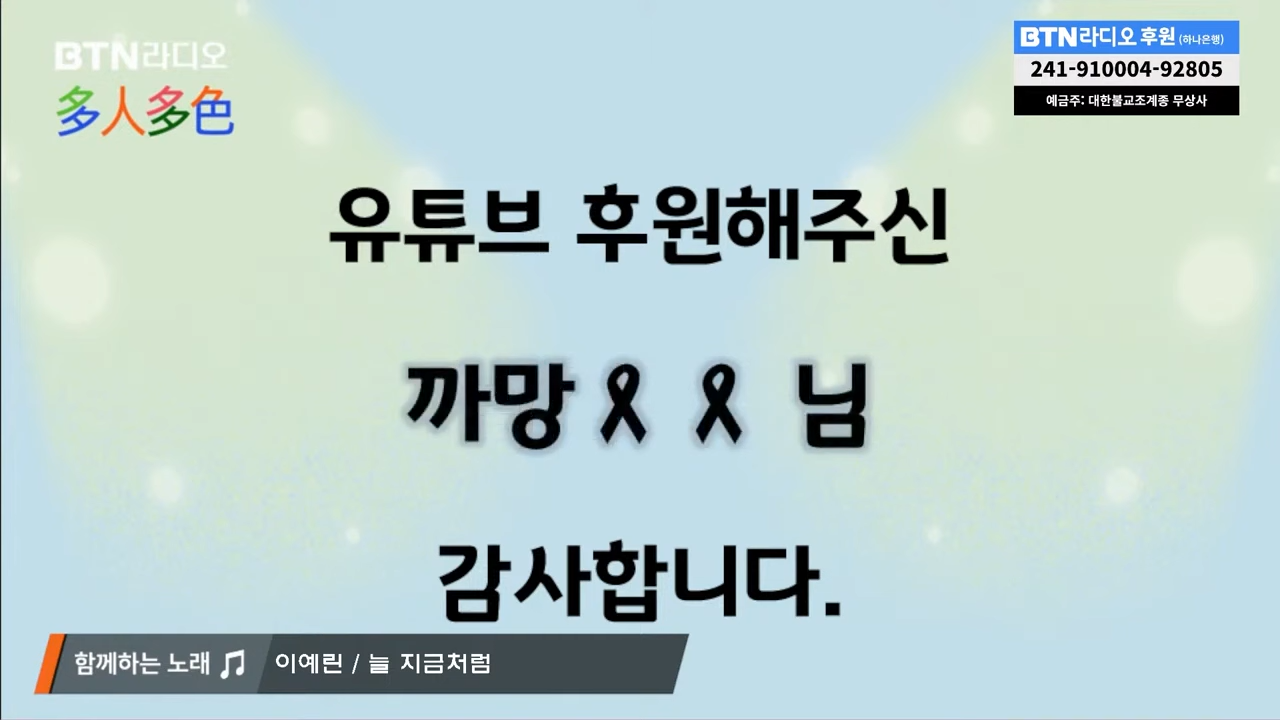 BTN라디오
多人多色
BTN라디오 후원 (하나은행)
241-910004-92805
예금주: 대한불교조계종 무상사
유튜브 후원해주신
까망🎗 🎗 님
감사합니다.
함께하는 노래 🎵 이예린 / 늘 지금처럼